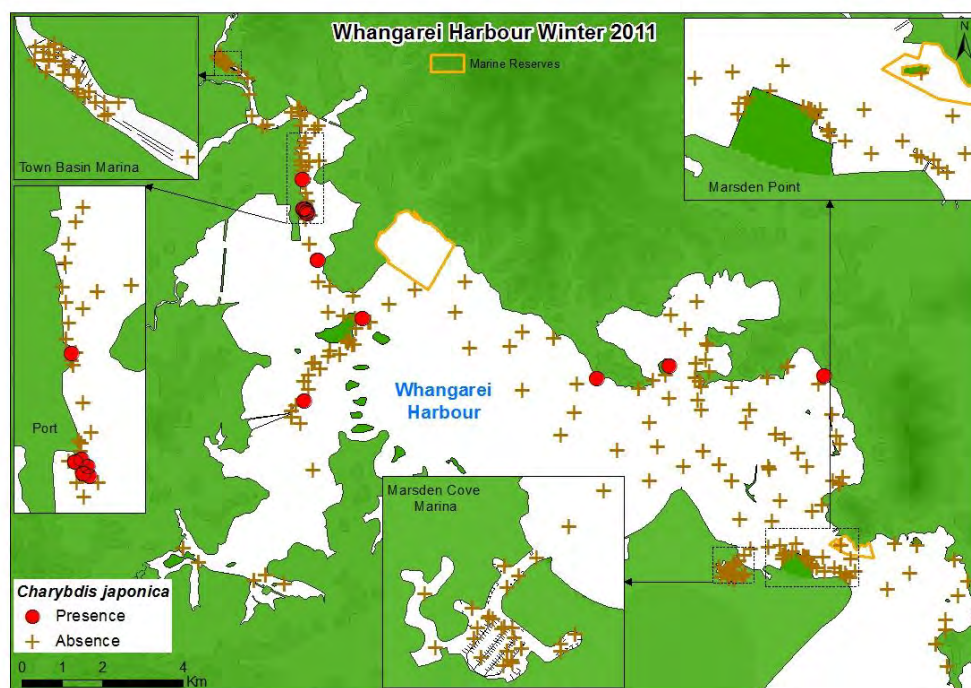 Whangarei Harbour Winter 2011
Marine Reserves
N
Town Basin Marina
Marsden Point
Port
Whangarei
Harbour
Marsden Cove
Marina
Charybdis japonica
Presence
Absence
0 1 2 4
Km